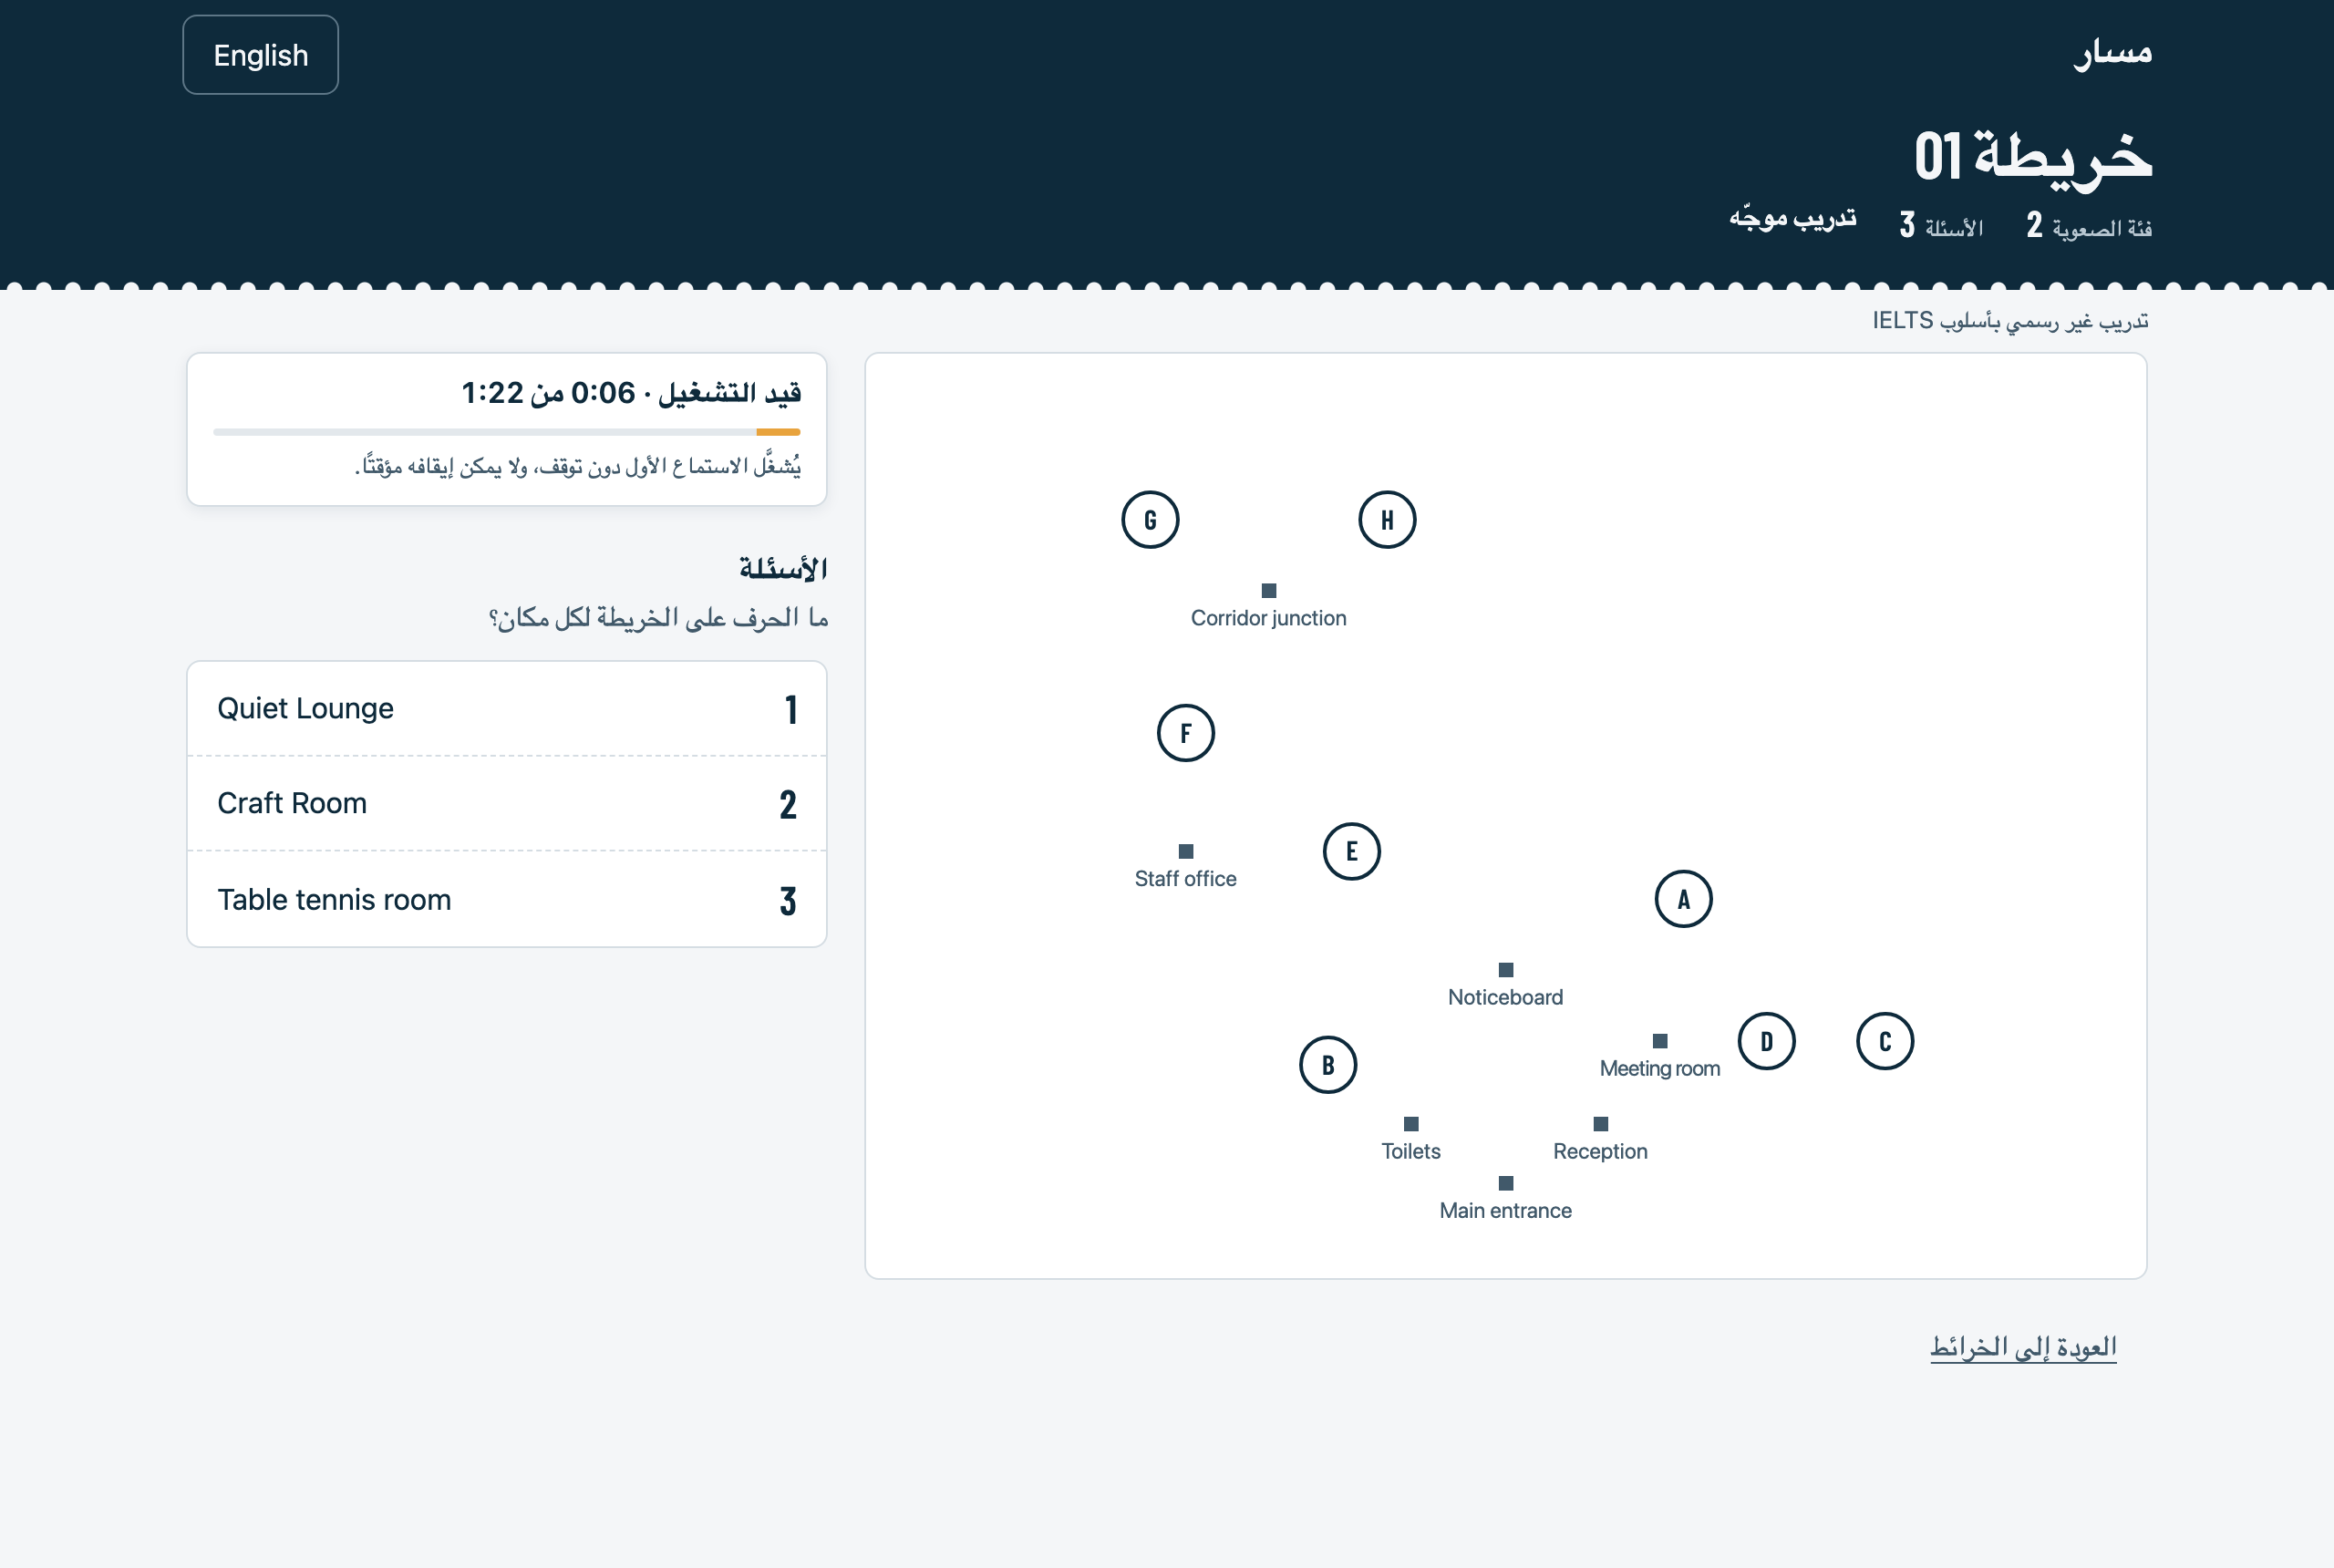 مسار
English
خريطة 01
فئة الصعوبة 2 الأسئلة 3 تدريب موجّه
تدريب غير رسمي بأسلوب IELTS
قيد التشغيل · 0:06 من 1:22
يُشغَّل الاستماع الأول دون توقف، ولا يمكن إيقافه مؤقتًا.
الأسئلة
ما الحرف على الخريطة لكل مكان؟
1 Quiet Lounge
2 Craft Room
3 Table tennis room
G
H
Corridor junction
F
E
Staff office
A
Noticeboard
D
C
B
Meeting room
Toilets
Reception
Main entrance
العودة إلى الخرائط